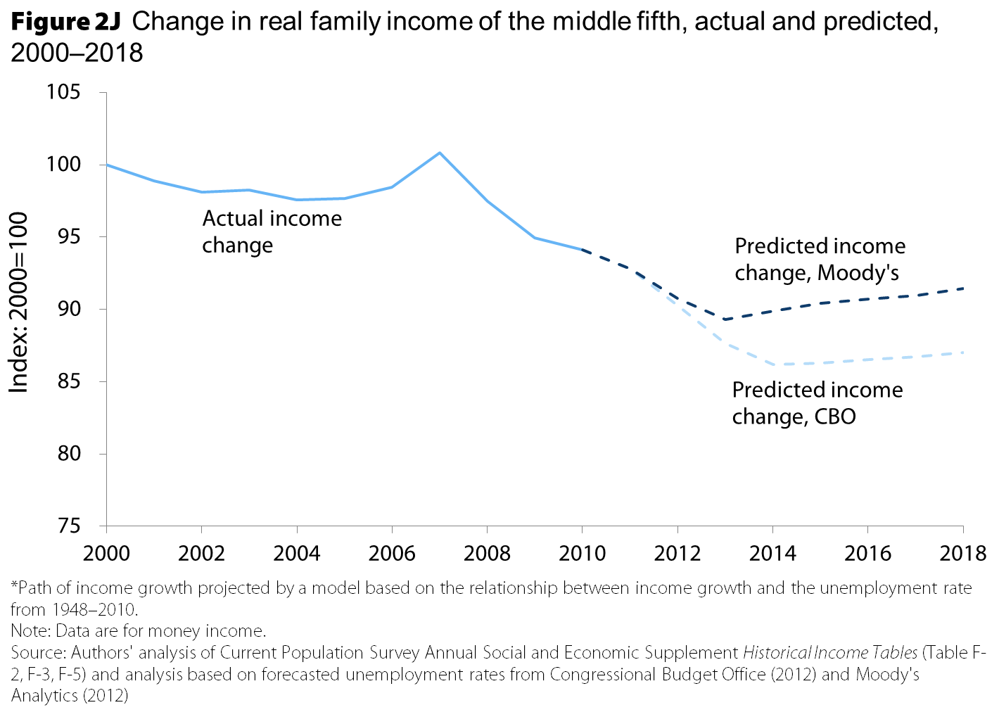 Figure 2J Change in real family income of the middle fifth, actual and predicted,
2000–2018
105
100
95
90
85
80
75
Index: 2000=100
Actual income
change
Predicted income
change, Moody's
Predicted income
change, CBO
2000 2002 2004 2006 2008 2010 2012 2014 2016 2018
*Path of income growth projected by a model based on the relationship between income growth and the unemployment rate
from 1948–2010.
Note: Data are for money income.
Source: Authors' analysis of Current Population Survey Annual Social and Economic Supplement Historical Income Tables (Table F-
2, F-3, F-5) and analysis based on forecasted unemployment rates from Congressional Budget Office (2012) and Moody's
Analytics (2012)